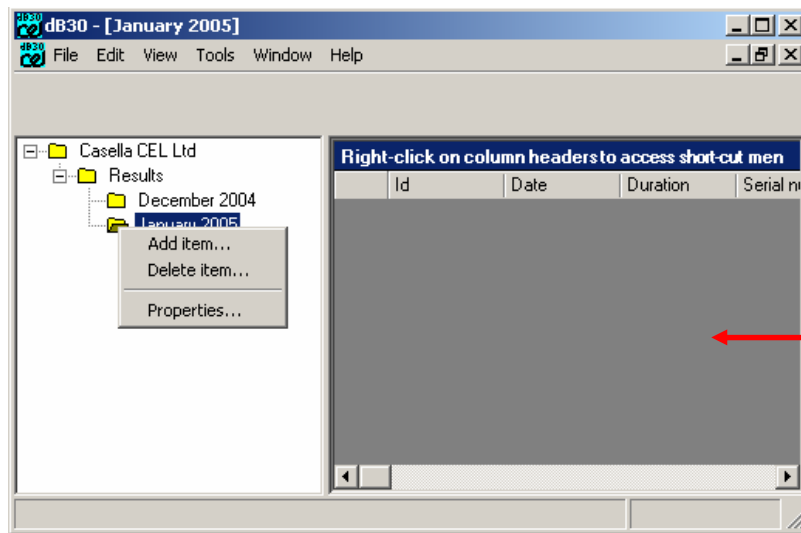 dB30 - [January 2005]
File Edit View Tools Window Help
Casella CEL Ltd
Results
December 2004
January 2005
Add item...
Delete item...
Properties...
Right-click on column headers to access short-cut men
Id Date Duration Serial